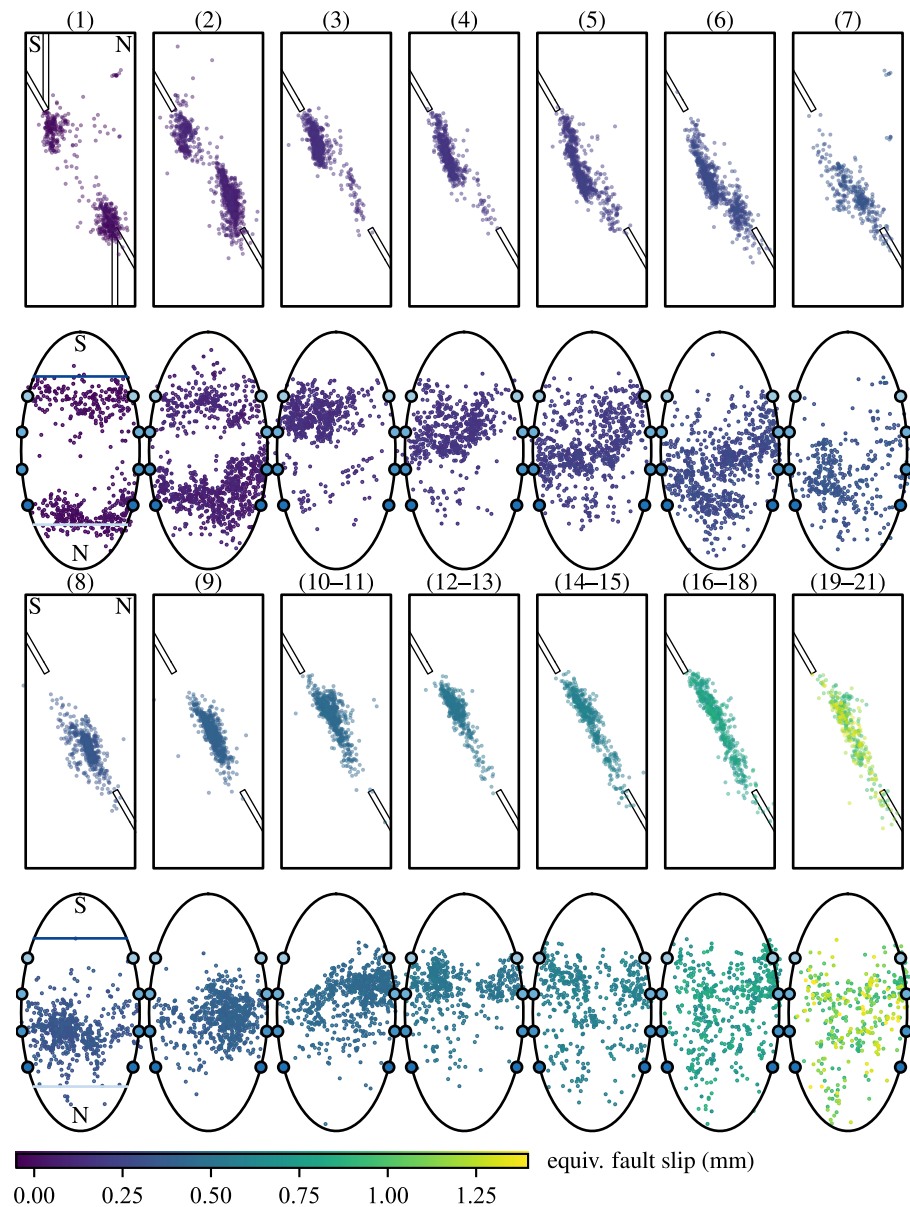 (1) (2) (3) (4) (5) (6) (7)
S N
S
N
(8) (9) (10–11) (12–13) (14–15) (16–18) (19–21)
S N
S
N
equiv. fault slip (mm)
0.00 0.25 0.50 0.75 1.00 1.25